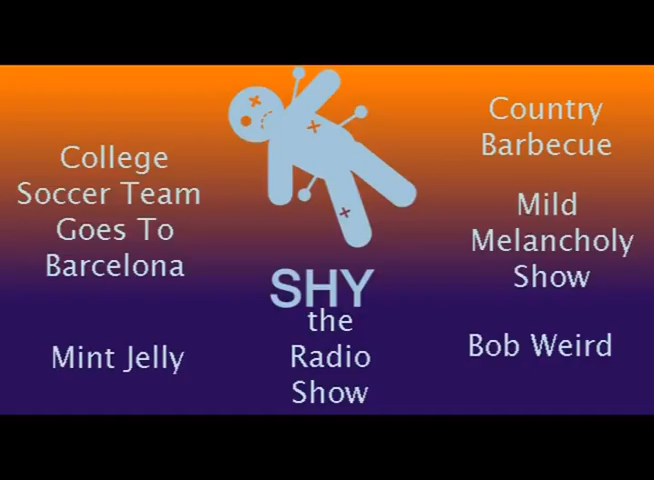 College
Soccer Team
Goes To
Barcelona
Mint Jelly
SHY
the
Radio
Show
Country
Barbecue
Mild
Melancholy
Show
Bob Weird